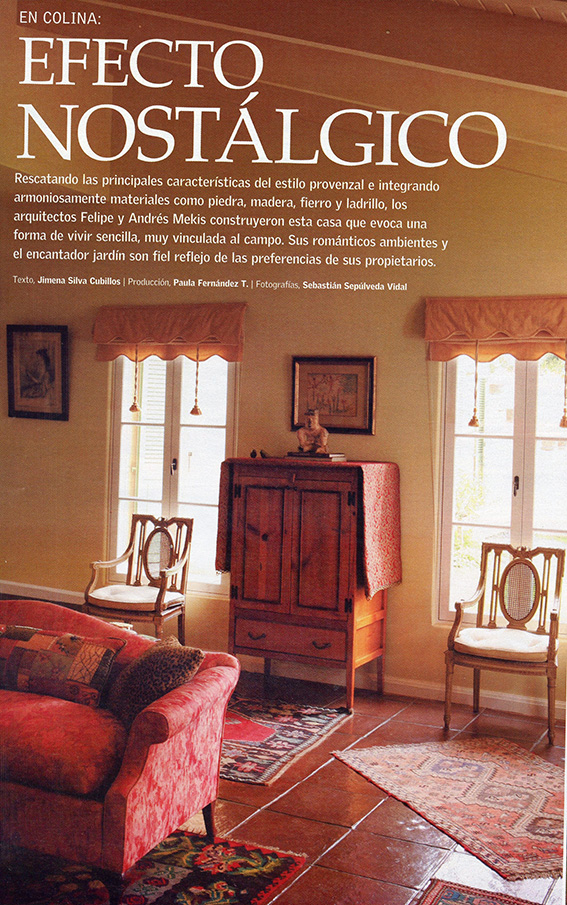 EN COLINA:
EFECTO
NOSTÁLGICO
Rescatando las principales características del estilo provenzal e integrando
armoniosamente materiales como piedra, madera, fierro y ladrillo, los
arquitectos Felipe y Andrés Mekis construyeron esta casa que evoca una
forma de vivir sencilla, muy vinculada al campo. Sus románticos ambientes y
el encantador jardín son fiel reflejo de las preferencias de sus propietarios.
Texto, Jimena Silva Cubillos | Producción, Paula Fernández T. | Fotografías, Sebastián Sepúlveda Vidal